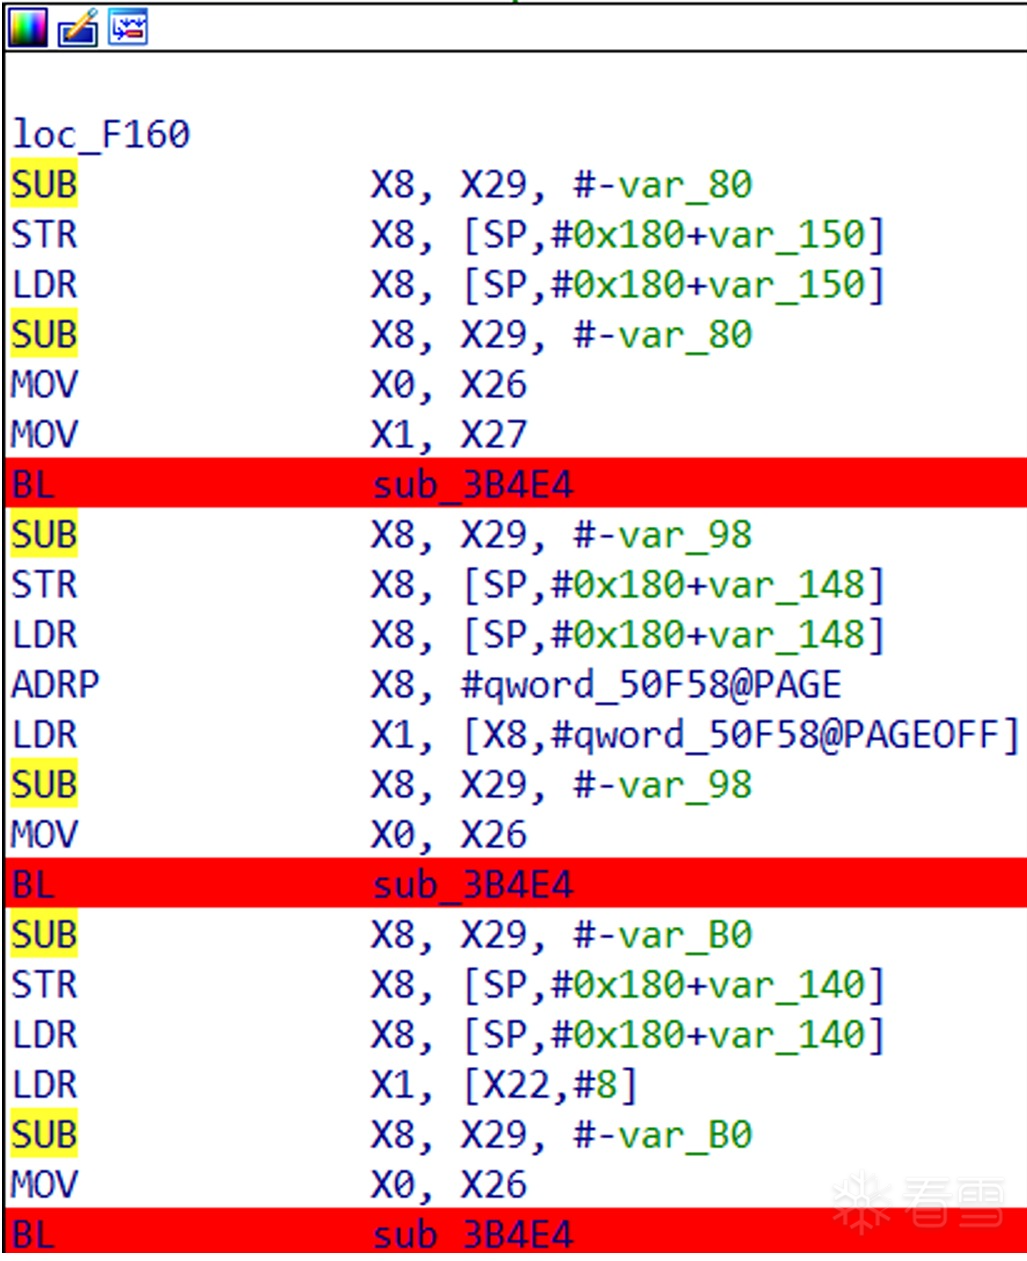 loc_F160
SUB X8, X29, #-var_80
STR X8, [SP,#0x180+var_150]
LDR X8, [SP,#0x180+var_150]
SUB X8, X29, #-var_80
MOV X0, X26
MOV X1, X27
BL sub_3B4E4
SUB X8, X29, #-var_98
STR X8, [SP,#0x180+var_148]
LDR X8, [SP,#0x180+var_148]
ADRP X8, #qword_50F58@PAGE
LDR X1, [X8,#qword_50F58@PAGEOFF]
SUB X8, X29, #-var_98
MOV X0, X26
BL sub_3B4E4
SUB X8, X29, #-var_B0
STR X8, [SP,#0x180+var_140]
LDR X8, [SP,#0x180+var_140]
LDR X1, [X22,#8]
SUB X8, X29, #-var_B0
MOV X0, X26
BL sub_3B4E4
看雪